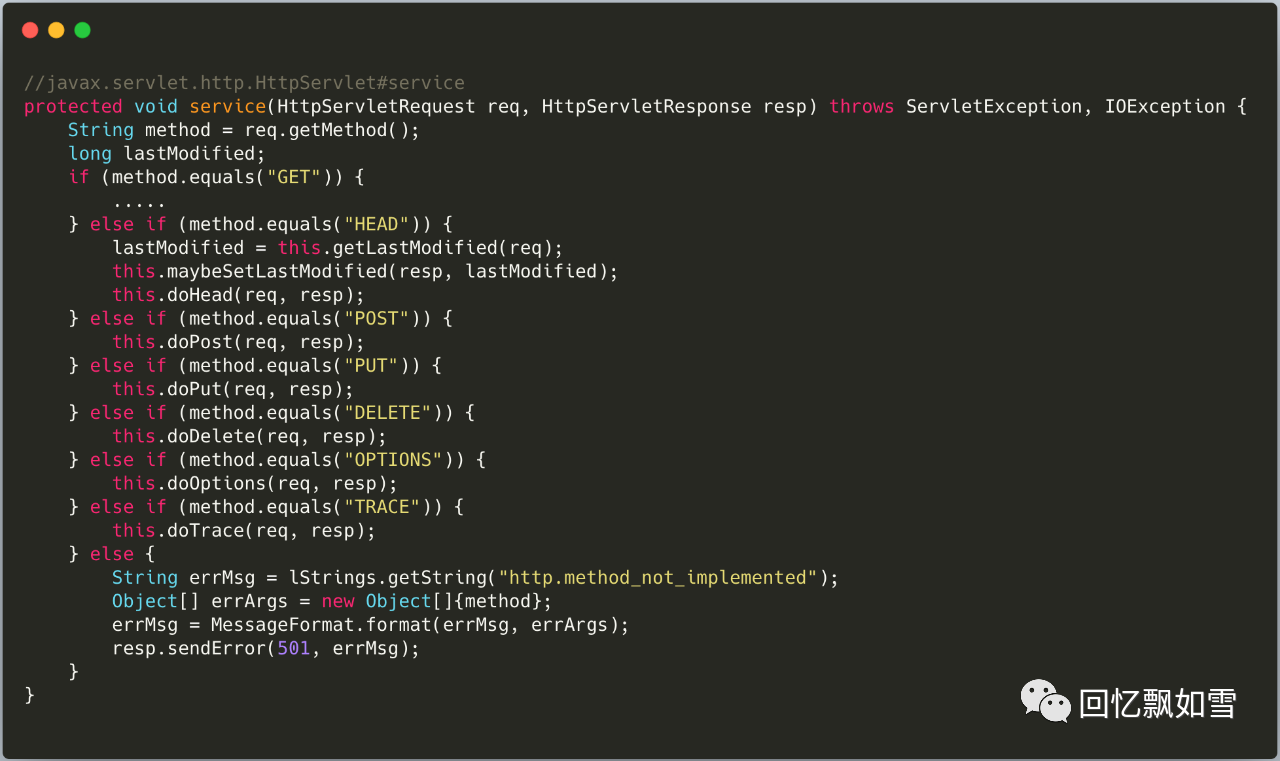 //javax.servlet.http.HttpServlet#service
protected void service(HttpServletRequest req, HttpServletResponse resp) throws ServletException, IOException {
    String method = req.getMethod();
    long lastModified;
    if (method.equals("GET")) {
        .....
    } else if (method.equals("HEAD")) {
        lastModified = this.getLastModified(req);
        this.maybeSetLastModified(resp, lastModified);
        this.doHead(req, resp);
    } else if (method.equals("POST")) {
        this.doPost(req, resp);
    } else if (method.equals("PUT")) {
        this.doPut(req, resp);
    } else if (method.equals("DELETE")) {
        this.doDelete(req, resp);
    } else if (method.equals("OPTIONS")) {
        this.doOptions(req, resp);
    } else if (method.equals("TRACE")) {
        this.doTrace(req, resp);
    } else {
        String errMsg = lStrings.getString("http.method_not_implemented");
        Object[] errArgs = new Object[]{method};
        errMsg = MessageFormat.format(errMsg, errArgs);
        resp.sendError(501, errMsg);
    }
}
回忆飘如雪